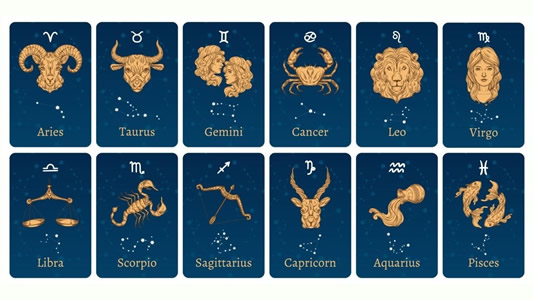 ♈ ♉ ♊ ♋ ♌ ♍
Aries Taurus Gemini Cancer Leo Virgo
♎ ♏ ♐ ♑ ♒ ♓
Libra Scorpio Sagittarius Capricorn Aquarius Pisces